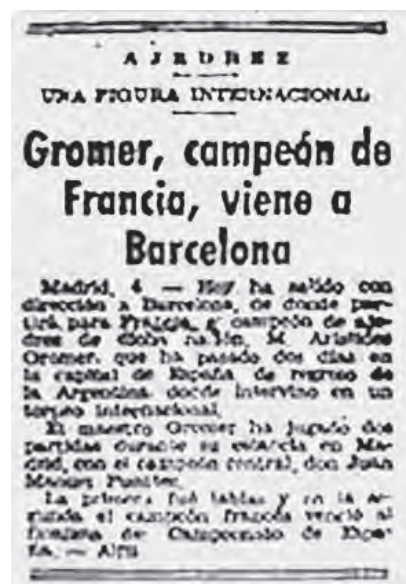 AJEDREZ
UNA FIGURA INTERNACIONAL
Gromer, campeón de
Francia, viene a
Barcelona
Madrid, 4 — Hoy ha salido con
dirección a Barcelona, de donde par-
tirá para Francia, el campeón de aje-
drez de dicha nación, M. Aristides
Gromer, que ha pasado dos días en
la capital de España, de regreso de
la Argentina, donde intervino en un
torneo internacional.
El maestro Gromer ha jugado dos
partidas durante su estancia en Ma-
drid, con el campeón central, don Juan
Manuel Fuentes.
La primera fué tablas y en la se-
gunda el campeón francés venció al
de Campeonato de Espa-
ña. — Alfil